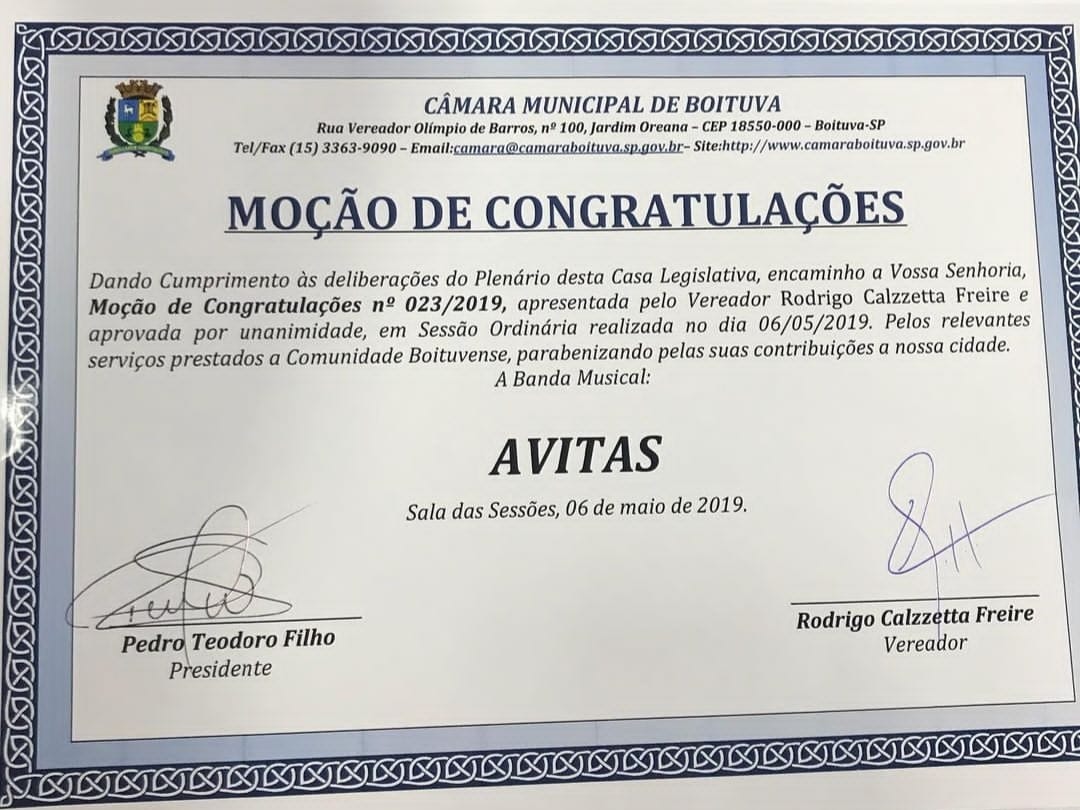 CÂMARA MUNICIPAL DE BOITUVA
Rua Vereador Olímpio de Barros, nº 100, Jardim Oreana – CEP 18550-000 – Boituva-SP
Tel/Fax (15) 3363-9090 – Email:camara@camaraboituva.sp.gov.br– Site:http://www.camaraboituva.sp.gov.br
MOÇÃO DE CONGRATULAÇÕES
Dando Cumprimento às deliberações do Plenário desta Casa Legislativa, encaminho a Vossa Senhoria,
Moção de Congratulações nº 023/2019, apresentada pelo Vereador Rodrigo Calzzetta Freire e
aprovada por unanimidade, em Sessão Ordinária realizada no dia 06/05/2019. Pelos relevantes
serviços prestados a Comunidade Boituvense, parabenizando pelas suas contribuições a nossa cidade.
A Banda Musical:
AVITAS
Sala das Sessões, 06 de maio de 2019.
Pedro Teodoro Filho
Presidente
Rodrigo Calzzetta Freire
Vereador